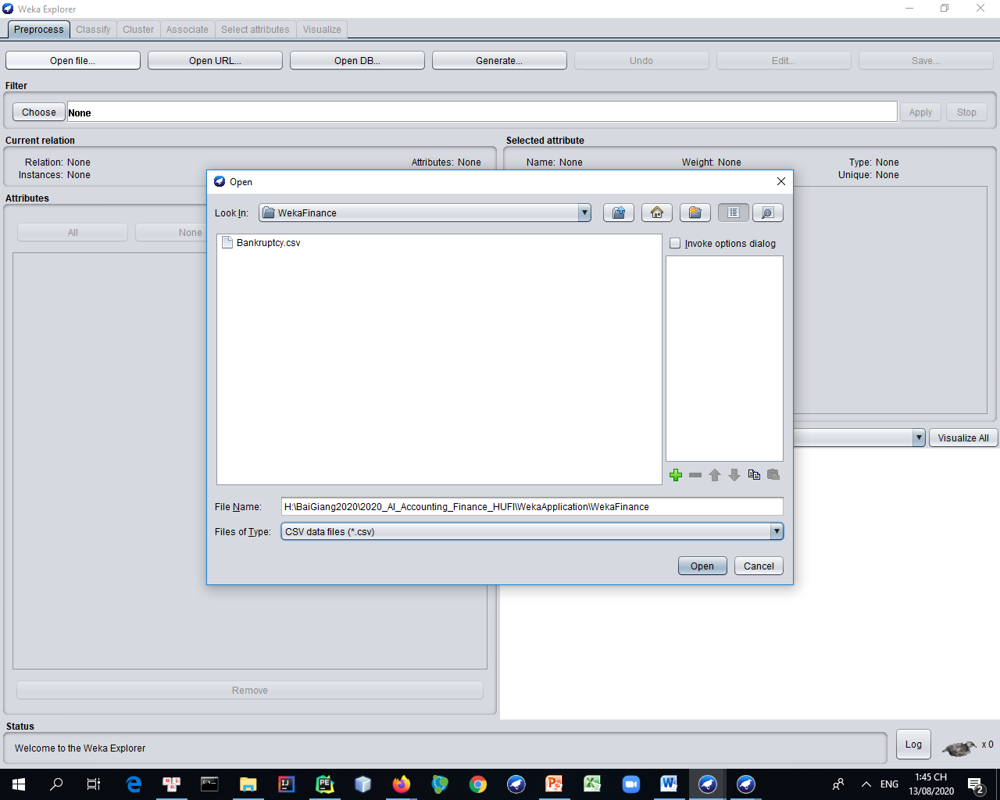 Weka Explorer
Preprocess Classify Cluster Associate Select attributes Visualize
Open file... Open URL... Open DB... Generate... Undo Edit... Save...
Filter
Choose None Apply Stop
Current relation
Relation: None Attributes: None
Instances: None
Selected attribute
Name: None Weight: None Type: None
Unique: None
Attributes
All None
Open
Look In: WekaFinance
Bankruptcy.csv
Invoke options dialog
File Name: H:\BaiGiang2020\2020_AI_Accounting_Finance_HUFI\WekaApplication\WekaFinance
Files of Type: CSV data files (*.csv)
Open Cancel
Visualize All
Remove
Status
Welcome to the Weka Explorer
Log x 0
ENG
1:45 CH
13/08/2020
2